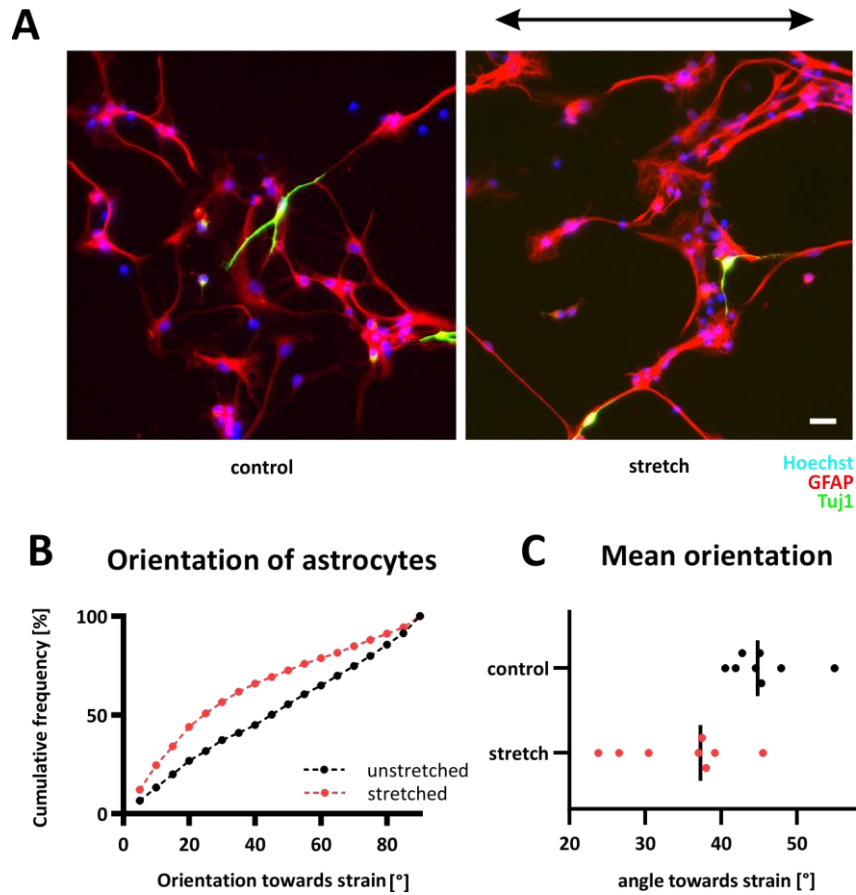 A
control
stretch
Hoechst
GFAP
Tuj1
B
Orientation of astrocytes
Cumulative frequency [%]
100
50
0
0 20 40 60 80
Orientation towards strain [°]
unstretched
stretched
C
Mean orientation
control
stretch
20 30 40 50
angle towards strain [°]